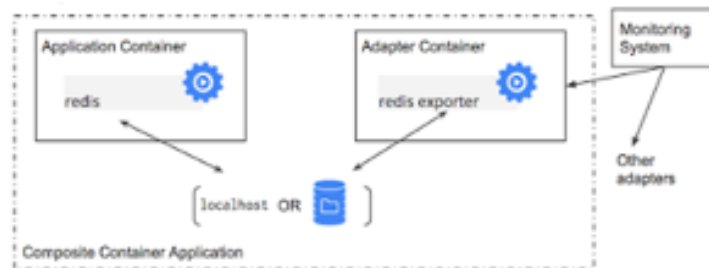 Application Container
redis
Adapter Container
redis exporter
Monitoring
System
Other
adapters
localhost OR
Composite Container Application